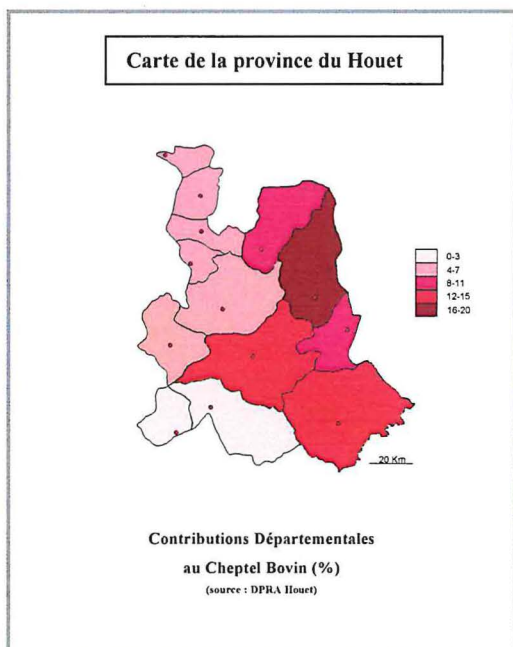 Carte de la province du Houet
0-3
4-7
8-11
12-15
16-20
20 Km
Contributions Départementales
au Cheptel Bovin (%)
(source : DPRA Houet)